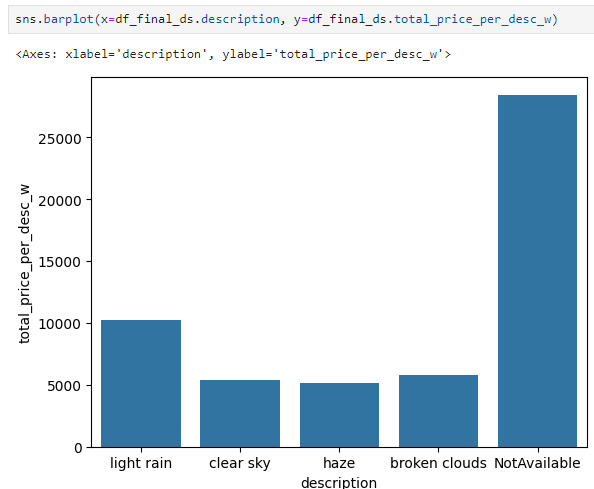 sns.barplot(x=df_final_ds.description, y=df_final_ds.total_price_per_desc_w)
<Axes: xlabel='description', ylabel='total_price_per_desc_w'>
total_price_per_desc_w
25000
20000
15000
10000
5000
0
light rain clear sky haze broken clouds NotAvailable
description